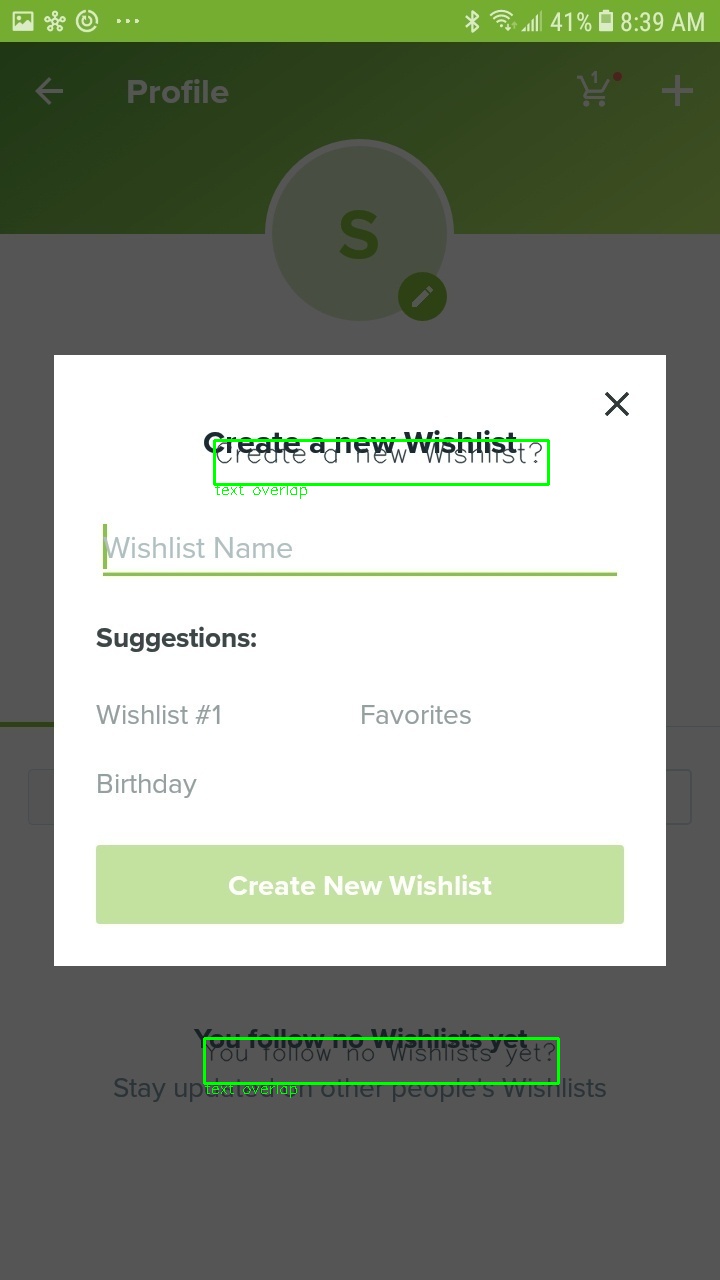 41% 8:39 AM
Profile
1
S
Create a new Wishlist
Create a new Wishlist?
text overlap
Wishlist Name
Suggestions:
Wishlist #1 Favorites
Birthday
Create New Wishlist
You follow no Wishlists yet
You follow no Wishlists yet?
text overlap
Stay updated on other people's Wishlists